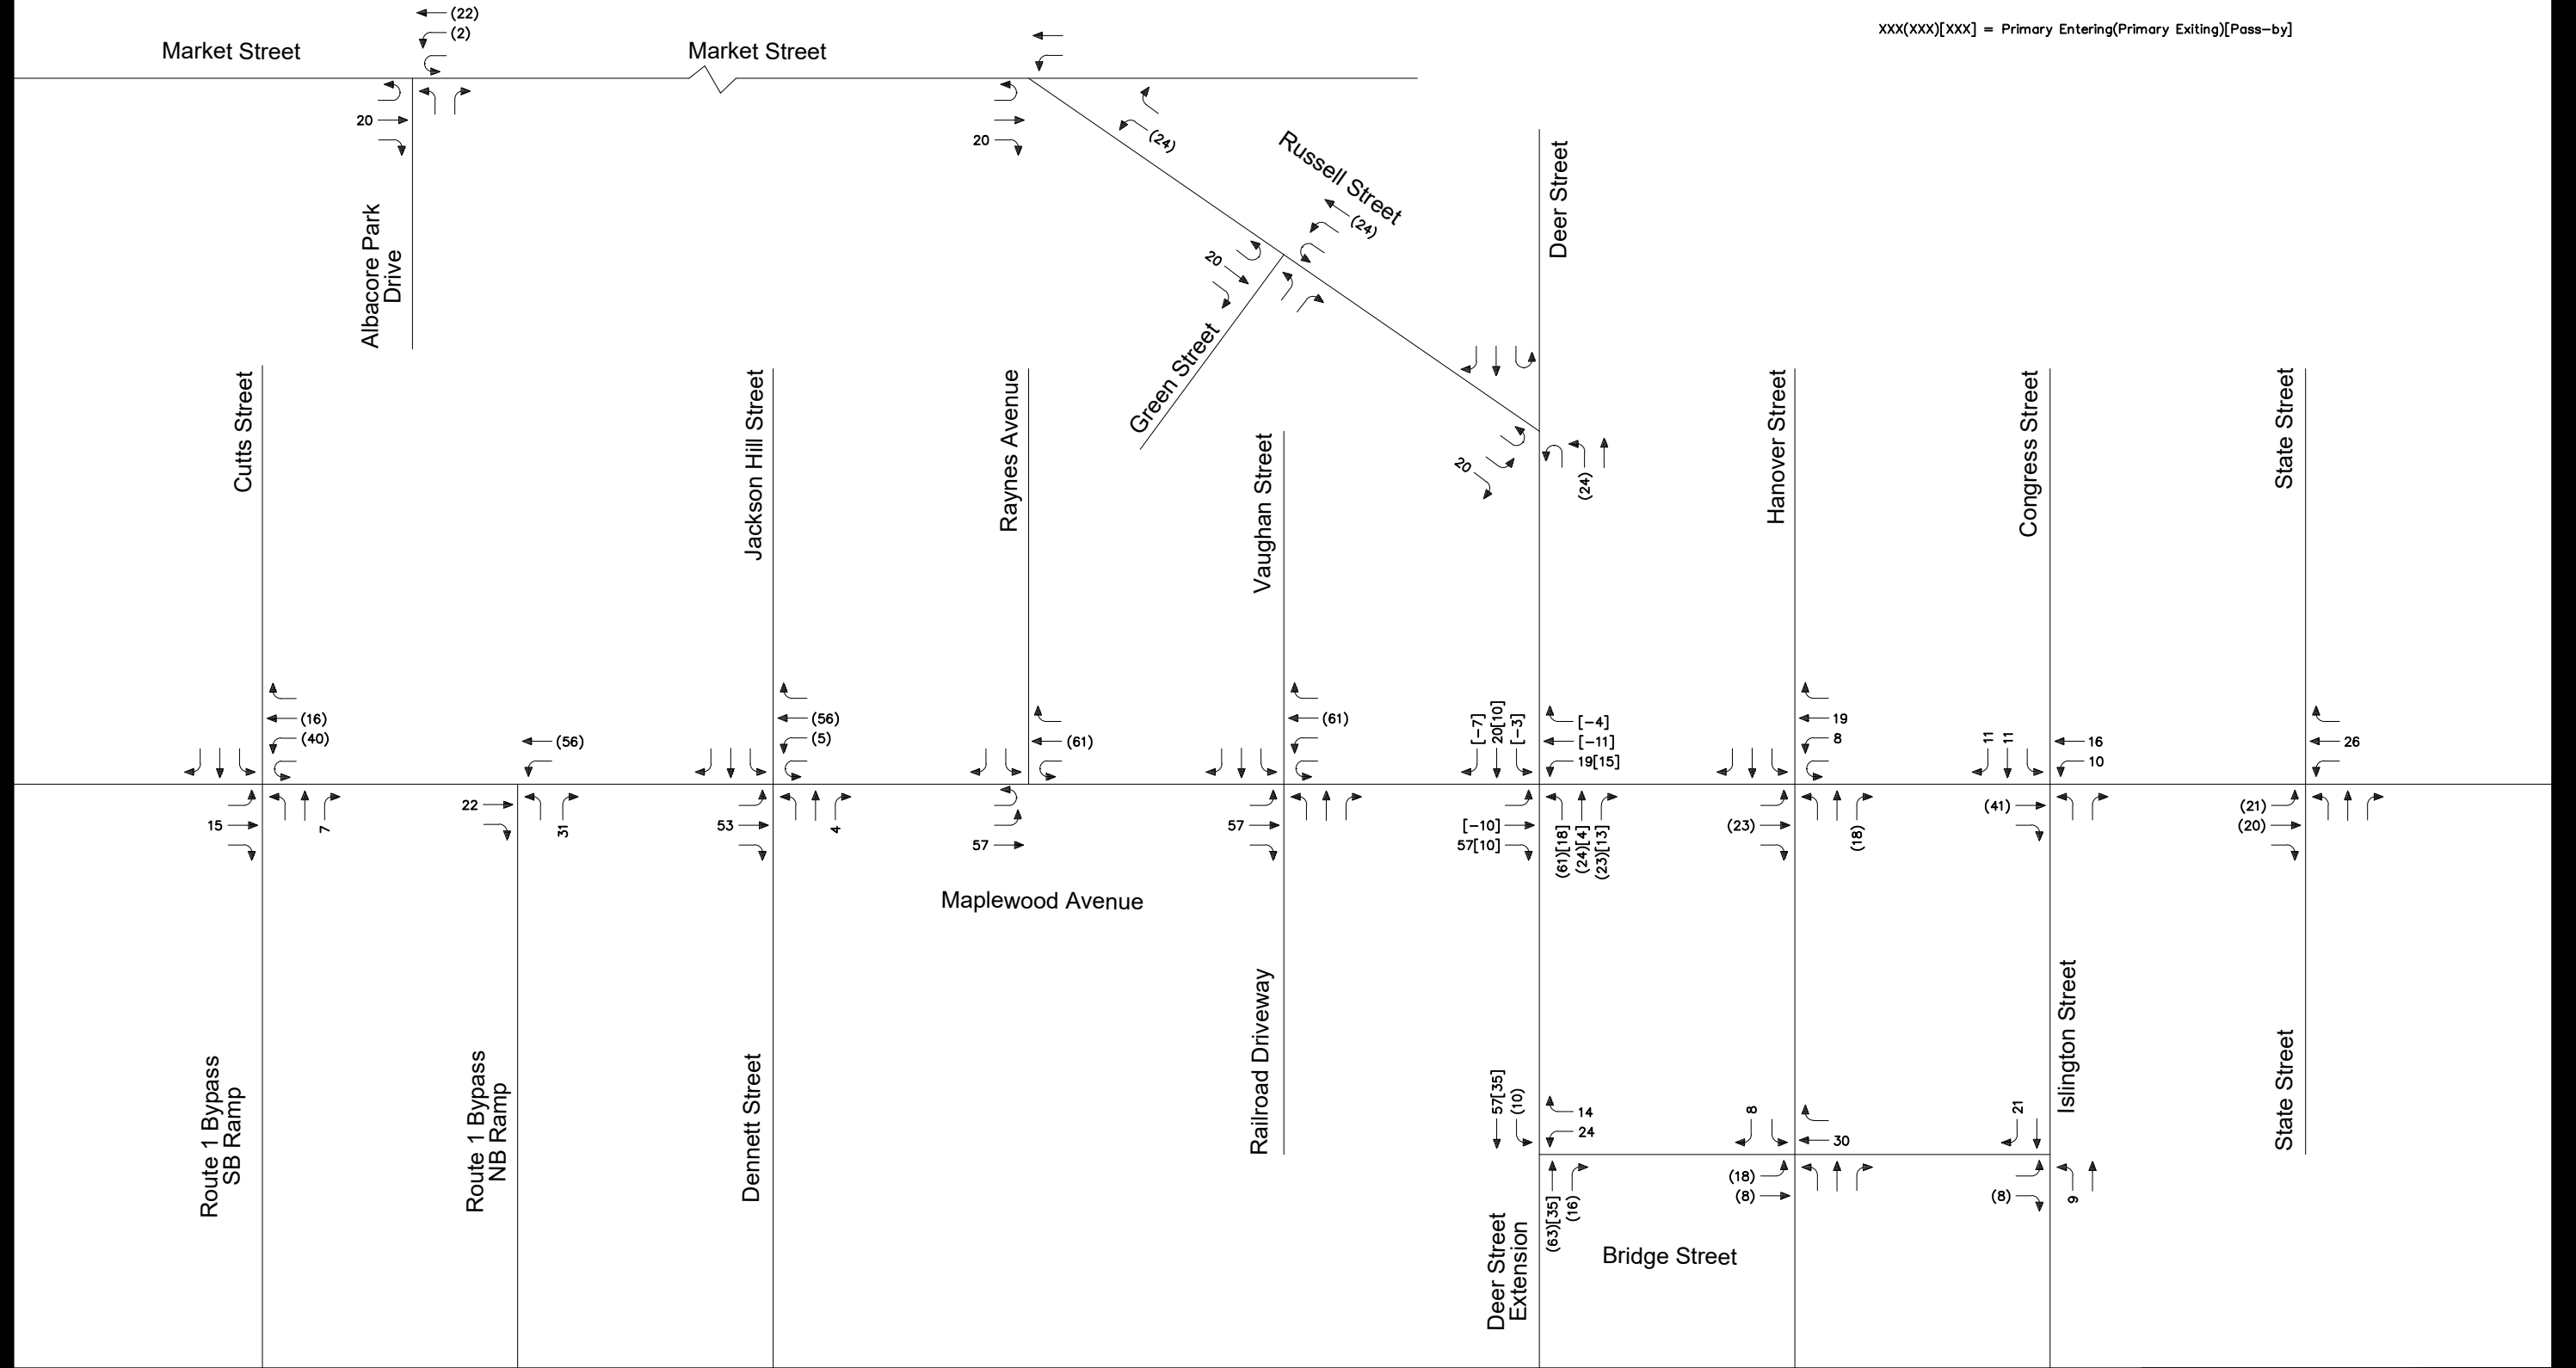 (22)
(2)
XXX(XXX)[XXX] = Primary Entering(Primary Exiting)[Pass-by]
Market Street
Market Street
20
20
(24)
Russell Street
Deer Street
Albacore Park
Drive
(24)
20
Green Street
Cutts Street
Jackson Hill Street
Raynes Avenue
Vaughan Street
20
(24)
Hanover Street
Congress Street
State Street
(16)
(40)
(56)
(56)
(5)
(61)
(61)
[-7]
20[10]
[-3]
[-4]
[-11]
19[15]
19
8
11
11
16
10
26
15
7
22
31
53
4
57
57
[-10]
57[10]
(61)[18]
(24)[4]
(23)[13]
(23)
(18)
(41)
(21)
(20)
Maplewood Avenue
Route 1 Bypass
SB Ramp
Route 1 Bypass
NB Ramp
Dennett Street
Railroad Driveway
Islington Street
State Street
57[35]
(10)
14
24
8
30
21
(63)[35]
(16)
(18)
(8)
(8)
9
Deer Street
Extension
Bridge Street